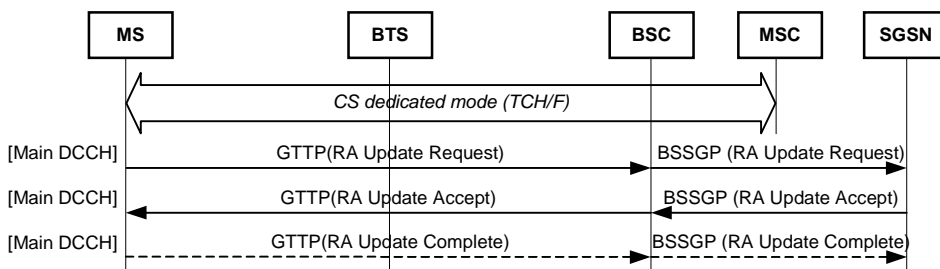 MS BTS BSC MSC SGSN
CS dedicated mode (TCH/F)
[Main DCCH] GTTP(RA Update Request) BSSGP (RA Update Request)
[Main DCCH] GTTP(RA Update Accept) BSSGP (RA Update Accept)
[Main DCCH] GTTP(RA Update Complete) BSSGP (RA Update Complete)